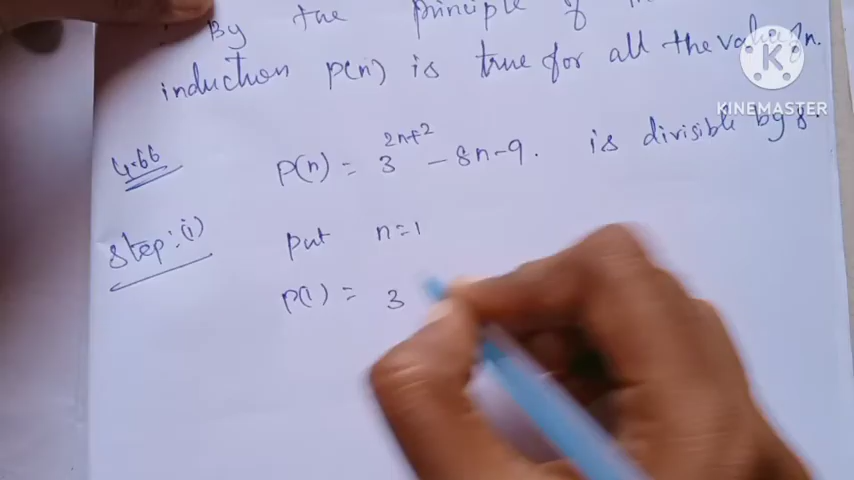 : By the principle of
induction P(n) is true for all the value n.
K
KINEMASTER
4.66 P(n) = 3^{2n+2} - 8n - 9. is divisible by 8.
Step:(i) put n=1
P(1) = 3